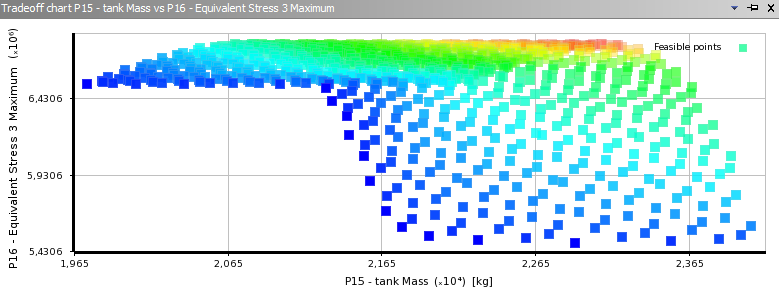 Tradeoff chart P15 - tank Mass vs P16 - Equivalent Stress 3 Maximum
P16 - Equivalent Stress 3 Maximum (ₓ10⁶)
Feasible points
6,4306
5,9306
5,4306
1,965
2,065
2,165
2,265
2,365
P15 - tank Mass (ₓ10⁴) [kg]